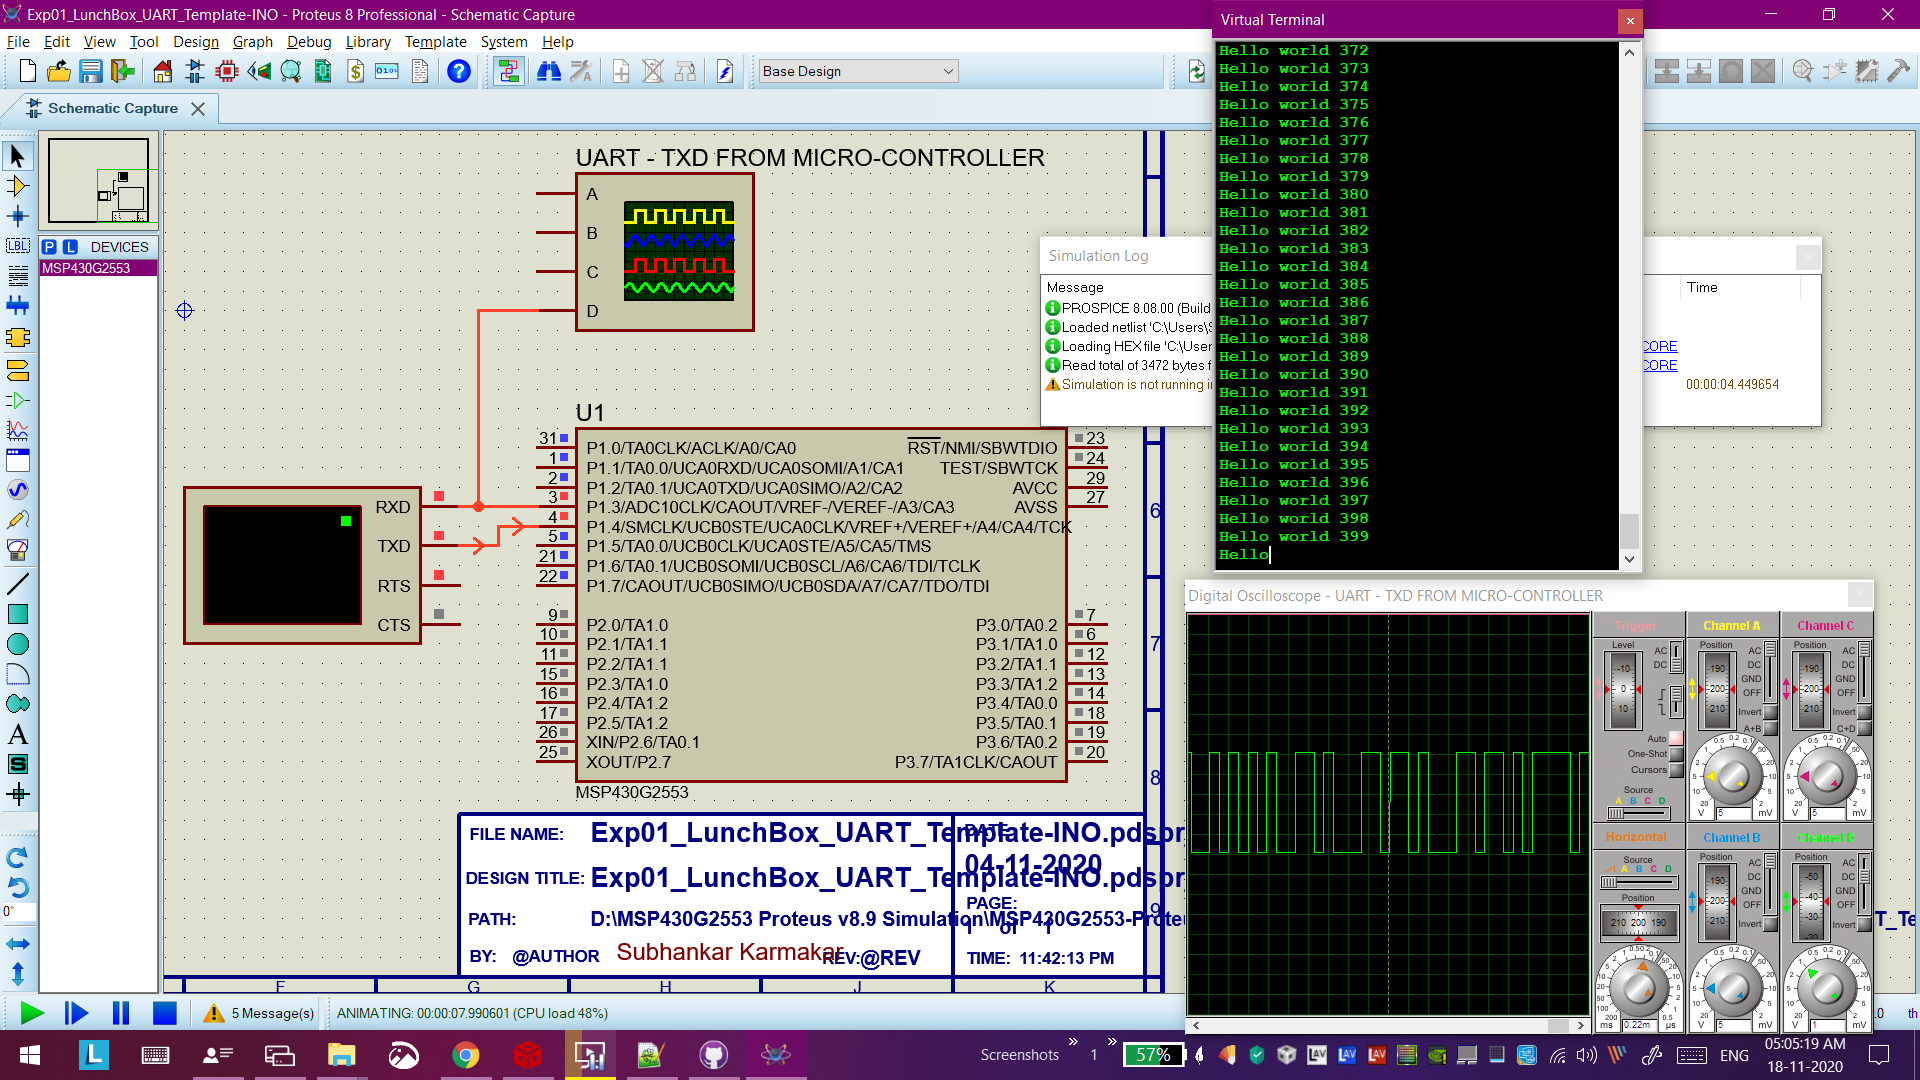 Exp01_LunchBox_UART_Template-INO - Proteus 8 Professional - Schematic Capture
File Edit View Tool Design Graph Debug Library Template System Help
Base Design
Schematic Capture
P L DEVICES
MSP430G2553
UART - TXD FROM MICRO-CONTROLLER
A
B
C
D
U1
31 P1.0/TA0CLK/ACLK/A0/CA0
1 P1.1/TA0.0/UCA0RXD/UCA0SOMI/A1/CA1
2 P1.2/TA0.1/UCA0TXD/UCA0SIMO/A2/CA2
3 P1.3/ADC10CLK/CAOUT/VREF-/VEREF-/A3/CA3
4 P1.4/SMCLK/UCB0STE/UCA0CLK/VREF+/VEREF+/A4/CA4/TCK
5 P1.5/TA0.0/UCB0CLK/UCA0STE/A5/CA5/TMS
21 P1.6/TA0.1/UCB0SOMI/UCB0SCL/A6/CA6/TDI/TCLK
22 P1.7/CAOUT/UCB0SIMO/UCB0SDA/A7/CA7/TDO/TDI
9 P2.0/TA1.0
10 P2.1/TA1.1
11 P2.2/TA1.1
15 P2.3/TA1.0
16 P2.4/TA1.2
17 P2.5/TA1.2
26 XIN/P2.6/TA0.1
25 XOUT/P2.7
RST/NMI/SBWTDIO 23
TEST/SBWTCK 24
AVCC 29
AVSS 27
P3.0/TA0.2 7
P3.1/TA1.0 6
P3.2/TA1.1 12
P3.3/TA1.2 13
P3.4/TA0.0 14
P3.5/TA0.1 18
P3.6/TA0.2 19
P3.7/TA1CLK/CAOUT 20
MSP430G2553
RXD
TXD
RTS
CTS
6
7
8
9
FILE NAME: Exp01_LunchBox_UART_Template-INO.pdspr
DATE:
04-11-2020
DESIGN TITLE: Exp01_LunchBox_UART_Template-INO.pdspr
PAGE:
1 of 1
PATH: D:\MSP430G2553 Proteus v8.9 Simulation\MSP430G2553-Prote
BY: @AUTHOR Subhankar Karmakar REV:@REV TIME: 11:42:13 PM
F G H J K
T_Te
Simulation Log
Message Time
PROSPICE 8.08.00 (Build
Loaded netlist 'C:\Users\S
Loading HEX file 'C:\User CORE
Read total of 3472 bytes f CORE
Simulation is not running in 00:00:04.449654
Virtual Terminal
Hello world 372
Hello world 373
Hello world 374
Hello world 375
Hello world 376
Hello world 377
Hello world 378
Hello world 379
Hello world 380
Hello world 381
Hello world 382
Hello world 383
Hello world 384
Hello world 385
Hello world 386
Hello world 387
Hello world 388
Hello world 389
Hello world 390
Hello world 391
Hello world 392
Hello world 393
Hello world 394
Hello world 395
Hello world 396
Hello world 397
Hello world 398
Hello world 399
Hello
Digital Oscilloscope - UART - TXD FROM MICRO-CONTROLLER
Trigger Channel A Channel C
Level Position Position
AC DC GND OFF
Invert A+B
Invert C+D
Auto
One-Shot
Cursors
Source
A B C D
Horizontal Channel B Channel D
Source
A B C D
Position
210 200 190
ms 0.22m µs
V 5 mV
V 5 mV
V 5 mV
V 1 mV
0°
5 Message(s) ANIMATING: 00:00:07.990601 (CPU load 48%)
th
Screenshots 1 57% ENG
05:05:19 AM
18-11-2020